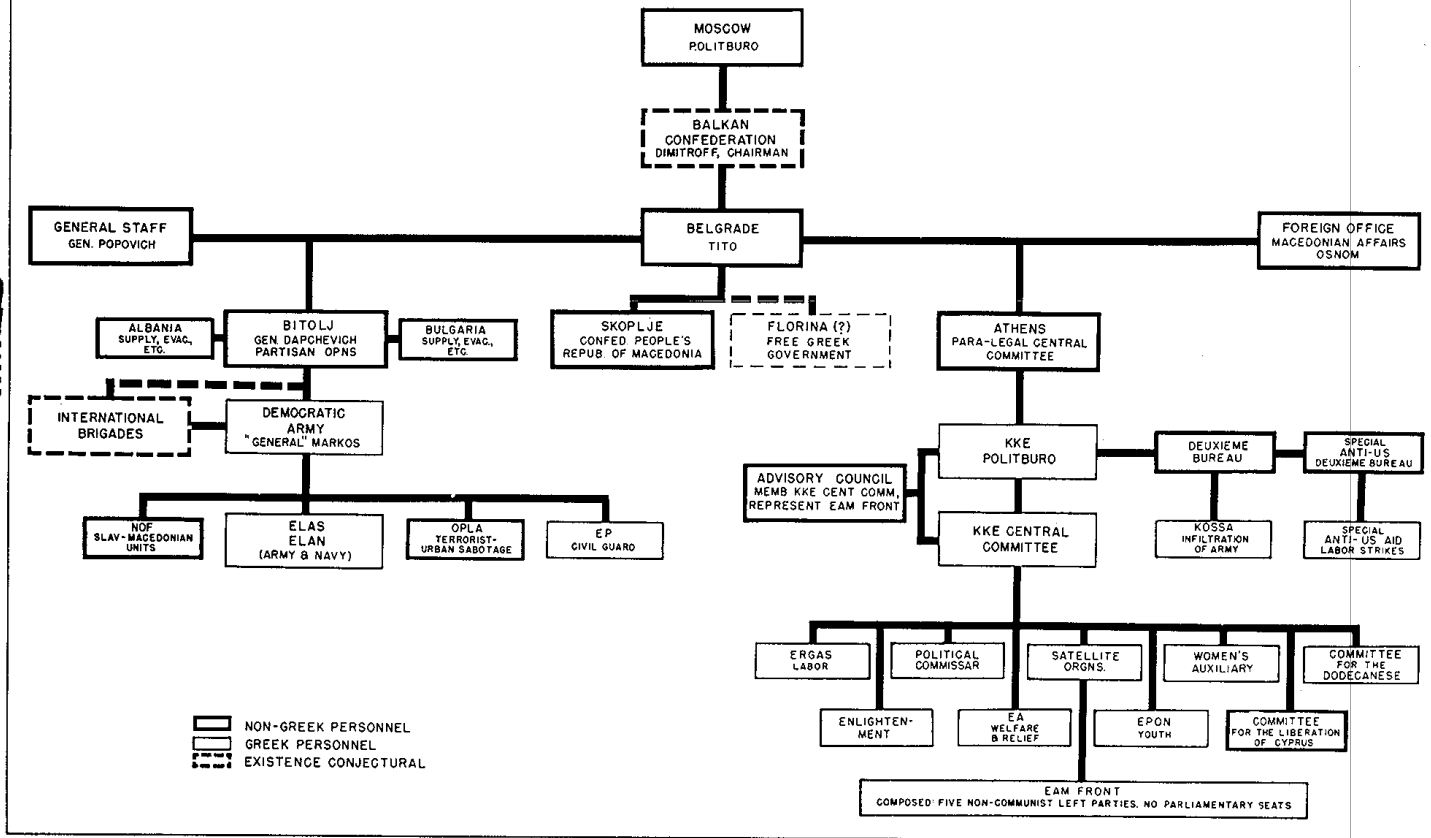 MOSCOW
POLITBURO
BALKAN
CONFEDERATION
DIMITROFF, CHAIRMAN
GENERAL STAFF
GEN. POPOVICH
BELGRADE
TITO
FOREIGN OFFICE
MACEDONIAN AFFAIRS
OSNOM
ALBANIA
SUPPLY, EVAC.,
ETC.
BITOLJ
GEN. DAPCHEVICH
PARTISAN OPNS
BULGARIA
SUPPLY, EVAC.,
ETC.
SKOPLJE
CONFED. PEOPLE'S
REPUB. OF MACEDONIA
FLORINA (?)
FREE GREEK
GOVERNMENT
ATHENS
PARA-LEGAL CENTRAL
COMMITTEE
INTERNATIONAL
BRIGADES
DEMOCRATIC
ARMY
"GENERAL" MARKOS
KKE
POLITBURO
DEUXIEME
BUREAU
SPECIAL
ANTI-US
DEUXIEME BUREAU
ADVISORY COUNCIL
MEMB KKE CENT COMM,
REPRESENT EAM FRONT
KKE CENTRAL
COMMITTEE
KOSSA
INFILTRATION
OF ARMY
SPECIAL
ANTI-US AID
LABOR STRIKES
NOF
SLAV-MACEDONIAN
UNITS
ELAS
ELAN
(ARMY & NAVY)
OPLA
TERRORIST-
URBAN SABOTAGE
EP
CIVIL GUARD
ERGAS
LABOR
POLITICAL
COMMISSAR
SATELLITE
ORGNS.
WOMEN'S
AUXILIARY
COMMITTEE
FOR THE
DODECANESE
ENLIGHTEN-
MENT
EA
WELFARE
& RELIEF
EPON
YOUTH
COMMITTEE
FOR THE LIBERATION
OF CYPRUS
EAM FRONT
COMPOSED: FIVE NON-COMMUNIST LEFT PARTIES. NO PARLIAMENTARY SEATS
NON-GREEK PERSONNEL
GREEK PERSONNEL
EXISTENCE CONJECTURAL